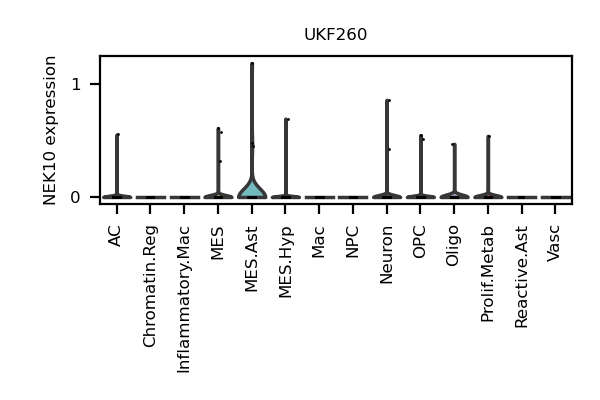 UKF260
NEK10 expression
1
0
AC
Chromatin.Reg
Inflammatory.Mac
MES
MES.Ast
MES.Hyp
Mac
NPC
Neuron
OPC
Oligo
Prolif.Metab
Reactive.Ast
Vasc